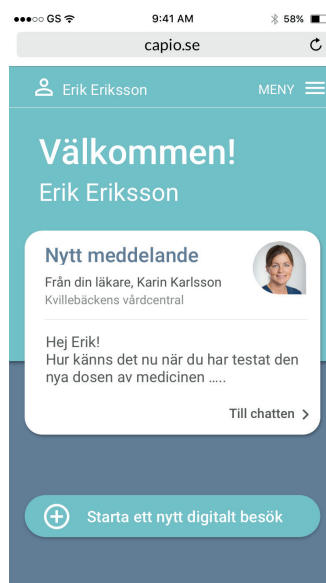 GS 9:41 AM 58%
capio.se
Erik Eriksson MENY
Välkommen!
Erik Eriksson
Nytt meddelande
Från din läkare, Karin Karlsson
Kvillebäckens vårdcentral
Hej Erik!
Hur känns det nu när du har testat den
nya dosen av medicinen .....
Till chatten
Starta ett nytt digitalt besök